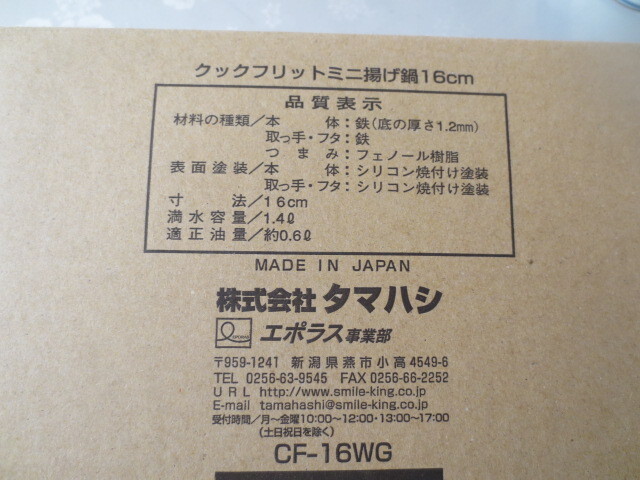 クックフリットミニ揚げ鍋16cm
品質表示
材料の種類/本 体:鉄(底の厚さ1.2mm)
取っ手・フタ:鉄
つ ま み:フェノール樹脂
表面塗装/本 体:シリコン焼付け塗装
取っ手・フタ:シリコン焼付け塗装
寸 法/16cm
満水容量/1.4ℓ
適正油量/約0.6ℓ
MADE IN JAPAN
株式会社 タマハシ
エポラス事業部
〒959-1241 新潟県燕市小高4549-6
TEL 0256-63-9545 FAX 0256-66-2252
URL http://www.smile-king.co.jp
E-mail tamahashi@smile-king.co.jp
受付時間/月〜金曜10:00〜12:00・13:00〜17:00
(土日祝日を除く)
CF-16WG